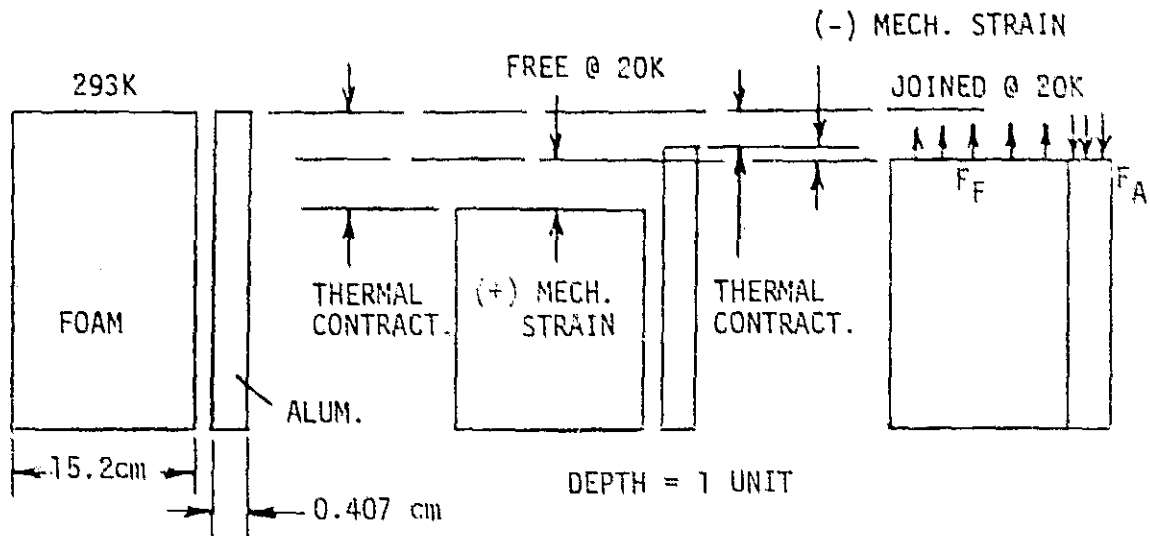 (-) MECH. STRAIN
293K
FREE @ 20K
JOINED @ 20K
F_F
F_A
THERMAL
CONTRACT.
(+) MECH.
STRAIN
THERMAL
CONTRACT.
FOAM
ALUM.
15.2cm
DEPTH = 1 UNIT
0.407 cm